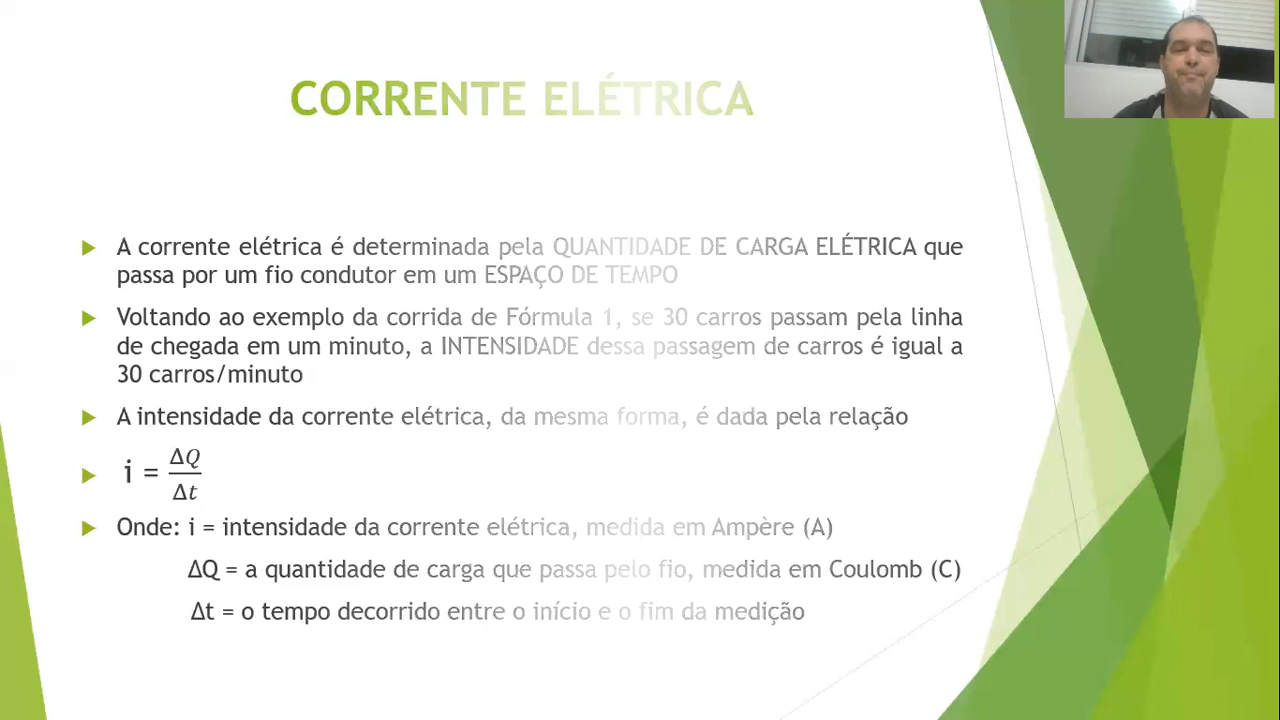 CORRENTE ELÉTRICA
A corrente elétrica é determinada pela QUANTIDADE DE CARGA ELÉTRICA que
passa por um fio condutor em um ESPAÇO DE TEMPO
Voltando ao exemplo da corrida de Fórmula 1, se 30 carros passam pela linha
de chegada em um minuto, a INTENSIDADE dessa passagem de carros é igual a
30 carros/minuto
A intensidade da corrente elétrica, da mesma forma, é dada pela relação
i = ΔQ/Δt
Onde: i = intensidade da corrente elétrica, medida em Ampère (A)
ΔQ = a quantidade de carga que passa pelo fio, medida em Coulomb (C)
Δt = o tempo decorrido entre o início e o fim da medição